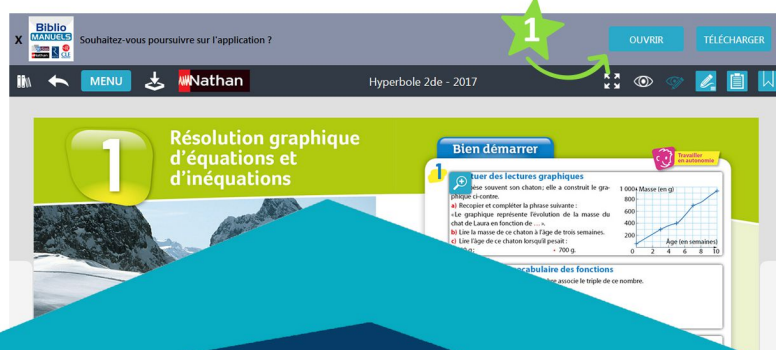 Biblio
MANUELS
X
Souhaitez-vous poursuivre sur l'application ?
1
OUVRIR
TÉLÉCHARGER
MENU
Nathan
Hyperbole 2de - 2017
1
Résolution graphique
d'équations et
d'inéquations
Bien démarrer
Travailler
en autonomie
1
tuer des lectures graphiques
èse souvent son chaton; elle a construit le gra-
phique ci-contre.
a) Recopier et compléter la phrase suivante :
«Le graphique représente l'évolution de la masse du
chat de Laura en fonction de ... ».
b) Lire la masse de ce chaton à l'âge de trois semaines.
c) Lire l'âge de ce chaton lorsqu'il pesait :
• 700 g.
1 000 Masse (en g)
800
600
400
200
Âge (en semaines)
0 2 4 6 8 10
ocabulaire des fonctions
bre associe le triple de ce nombre.